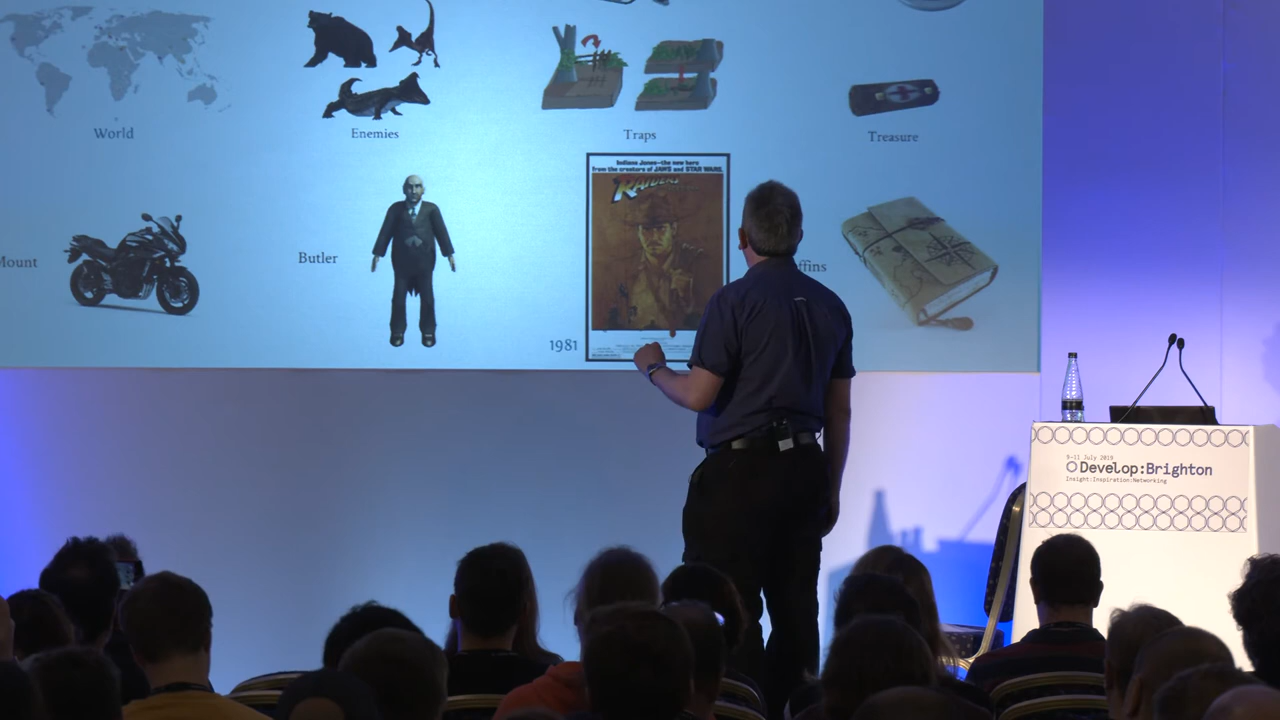 World
Enemies
Traps
Treasure
Mount
Butler
1981
Indiana Jones—the new hero
from the creators of JAWS and STAR WARS.
RAIDERS
ffins
9-11 July 2019
Develop:Brighton
Insight:Inspiration:Networking